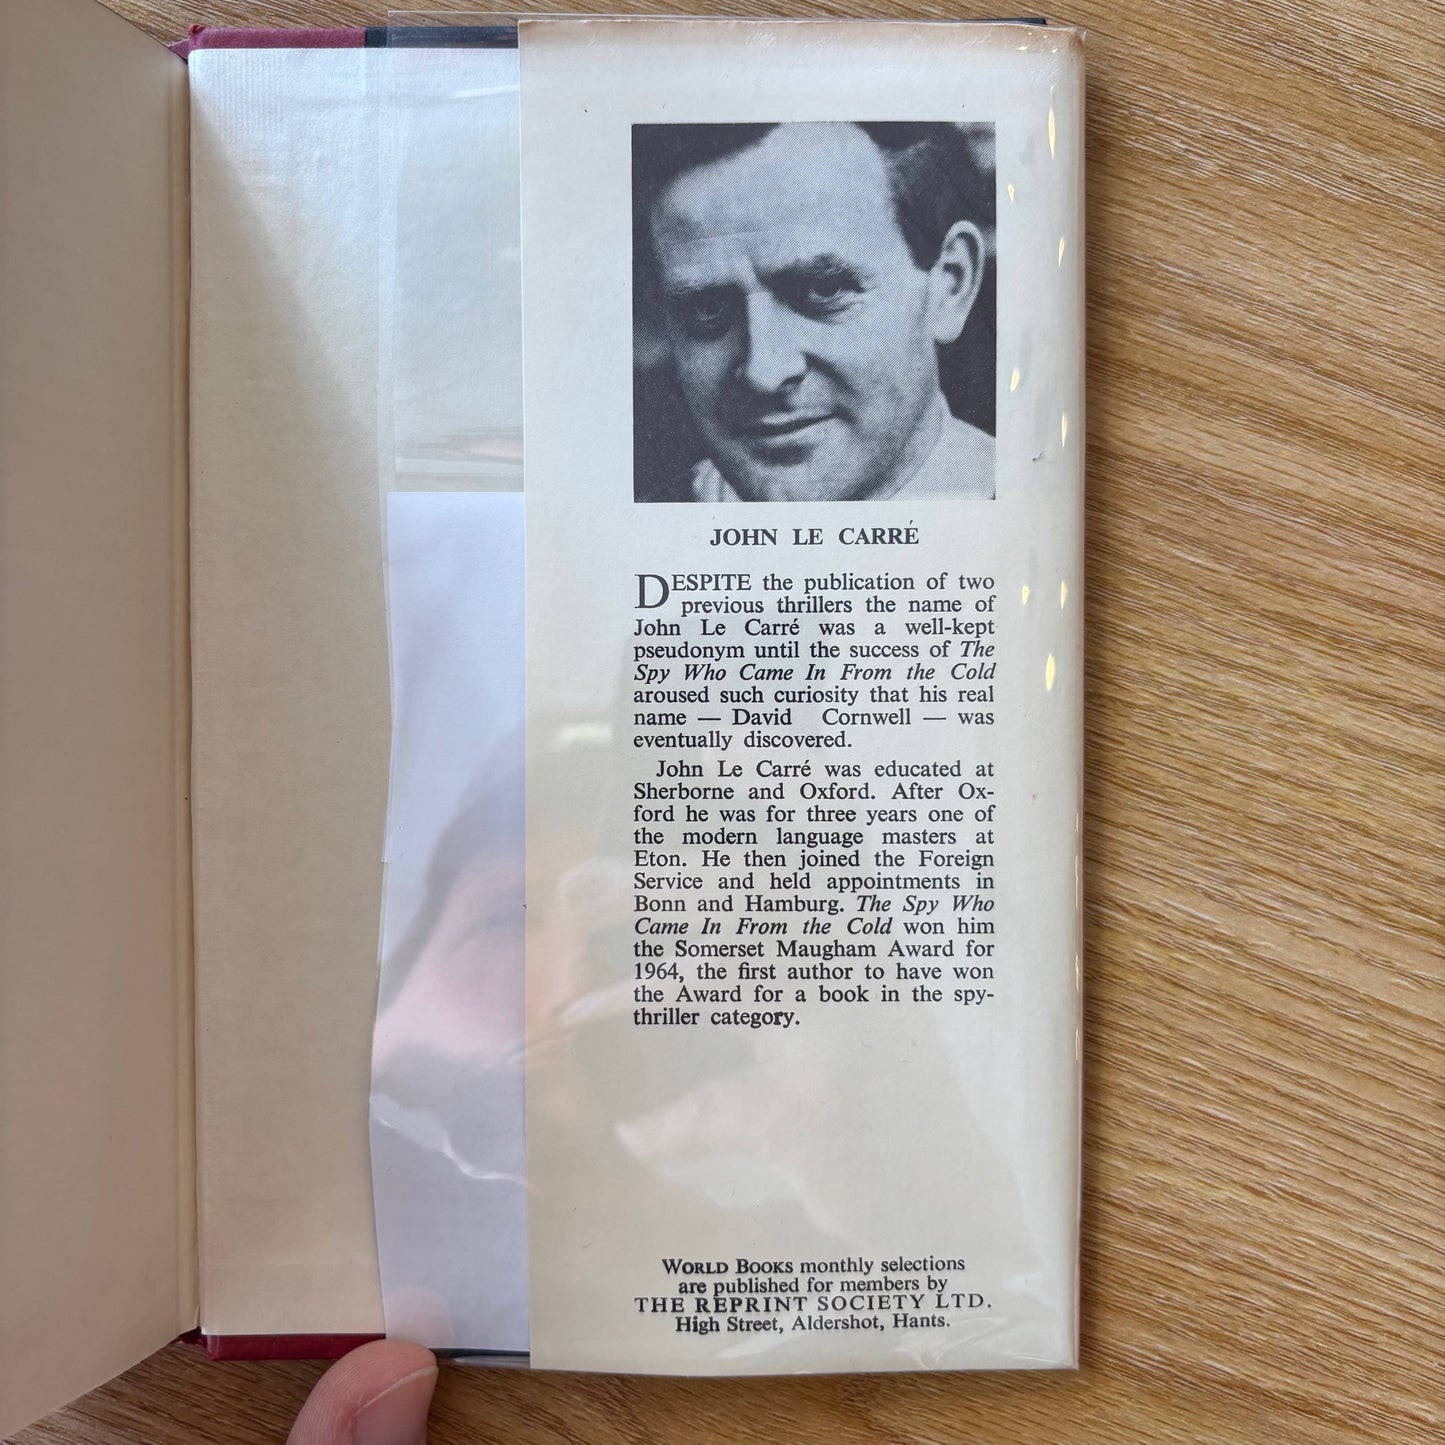 JOHN LE CARRÉ
DESPITE the publication of two
previous thrillers the name of
John Le Carré was a well-kept
pseudonym until the success of The
Spy Who Came In From the Cold
aroused such curiosity that his real
name — David Cornwell — was
eventually discovered.
John Le Carré was educated at
Sherborne and Oxford. After Ox-
ford he was for three years one of
the modern language masters at
Eton. He then joined the Foreign
Service and held appointments in
Bonn and Hamburg. The Spy Who
Came In From the Cold won him
the Somerset Maugham Award for
1964, the first author to have won
the Award for a book in the spy-
thriller category.
WORLD BOOKS monthly selections
are published for members by
THE REPRINT SOCIETY LTD.
High Street, Aldershot, Hants.